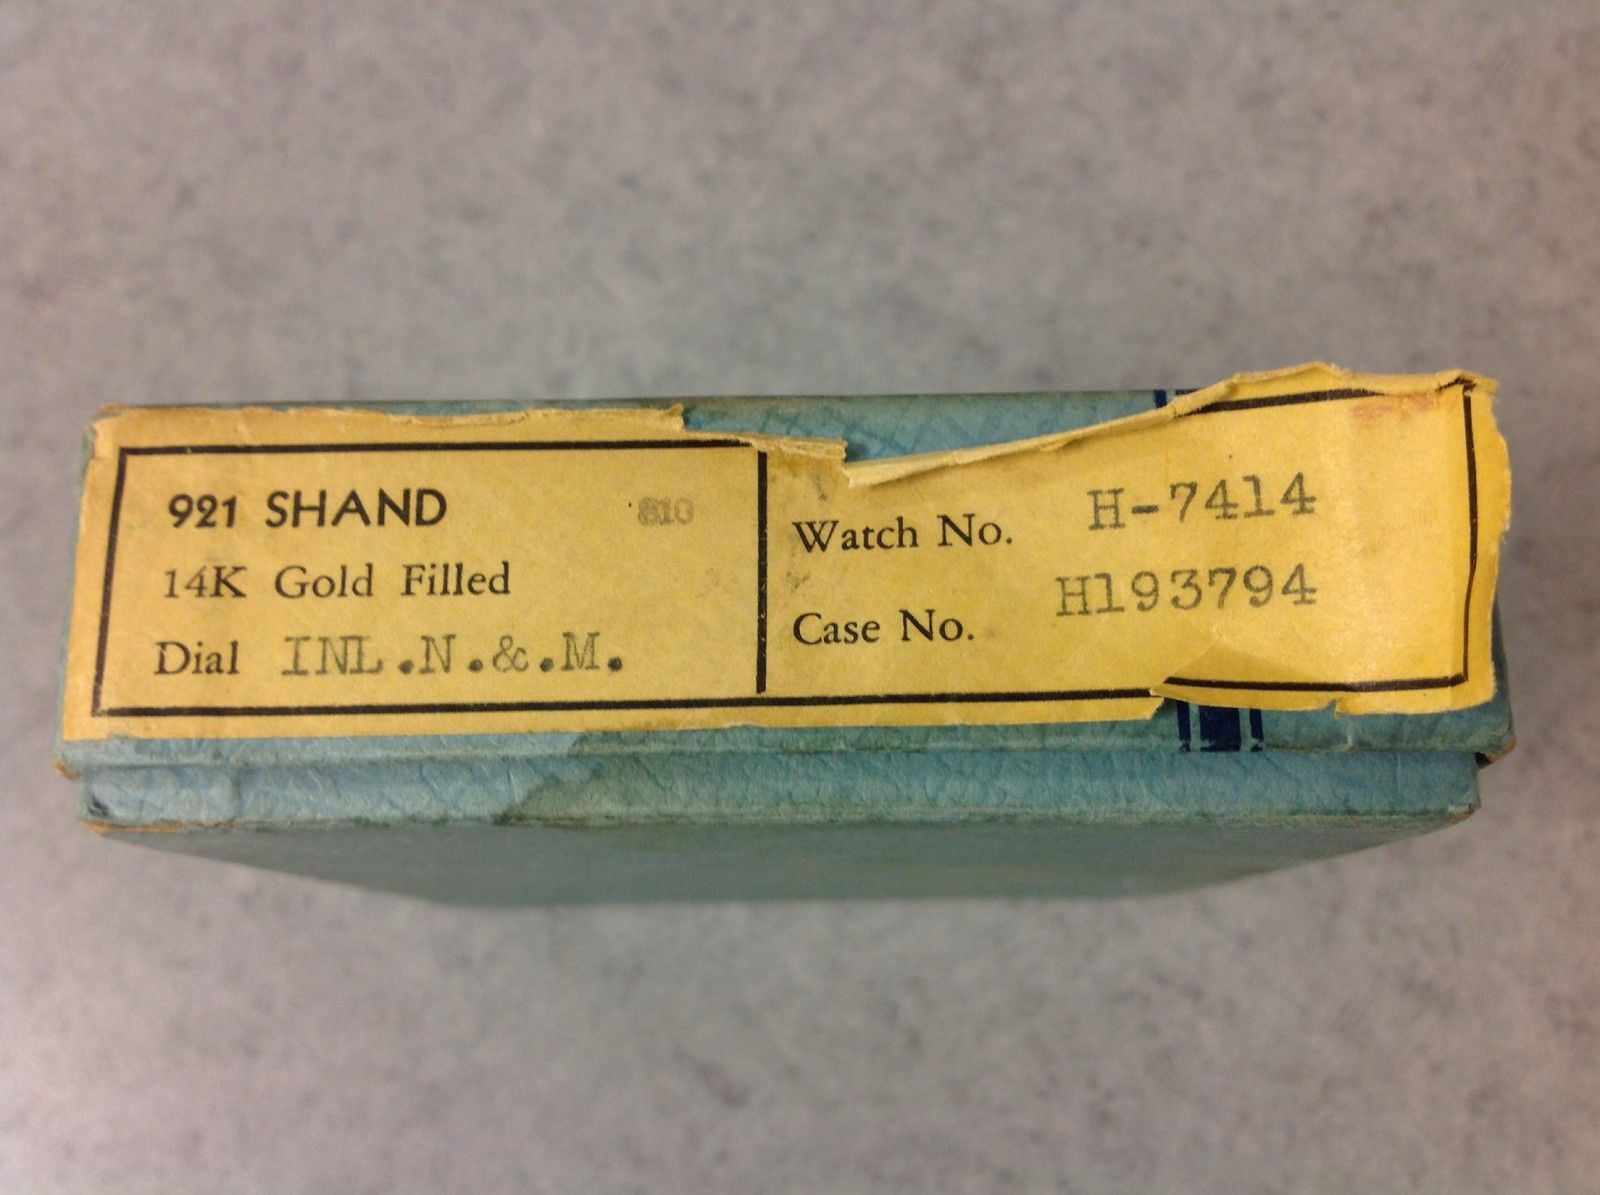 921 SHAND 810
14K Gold Filled
Dial INL.N.&.M.
Watch No. H-7414
Case No. H193794